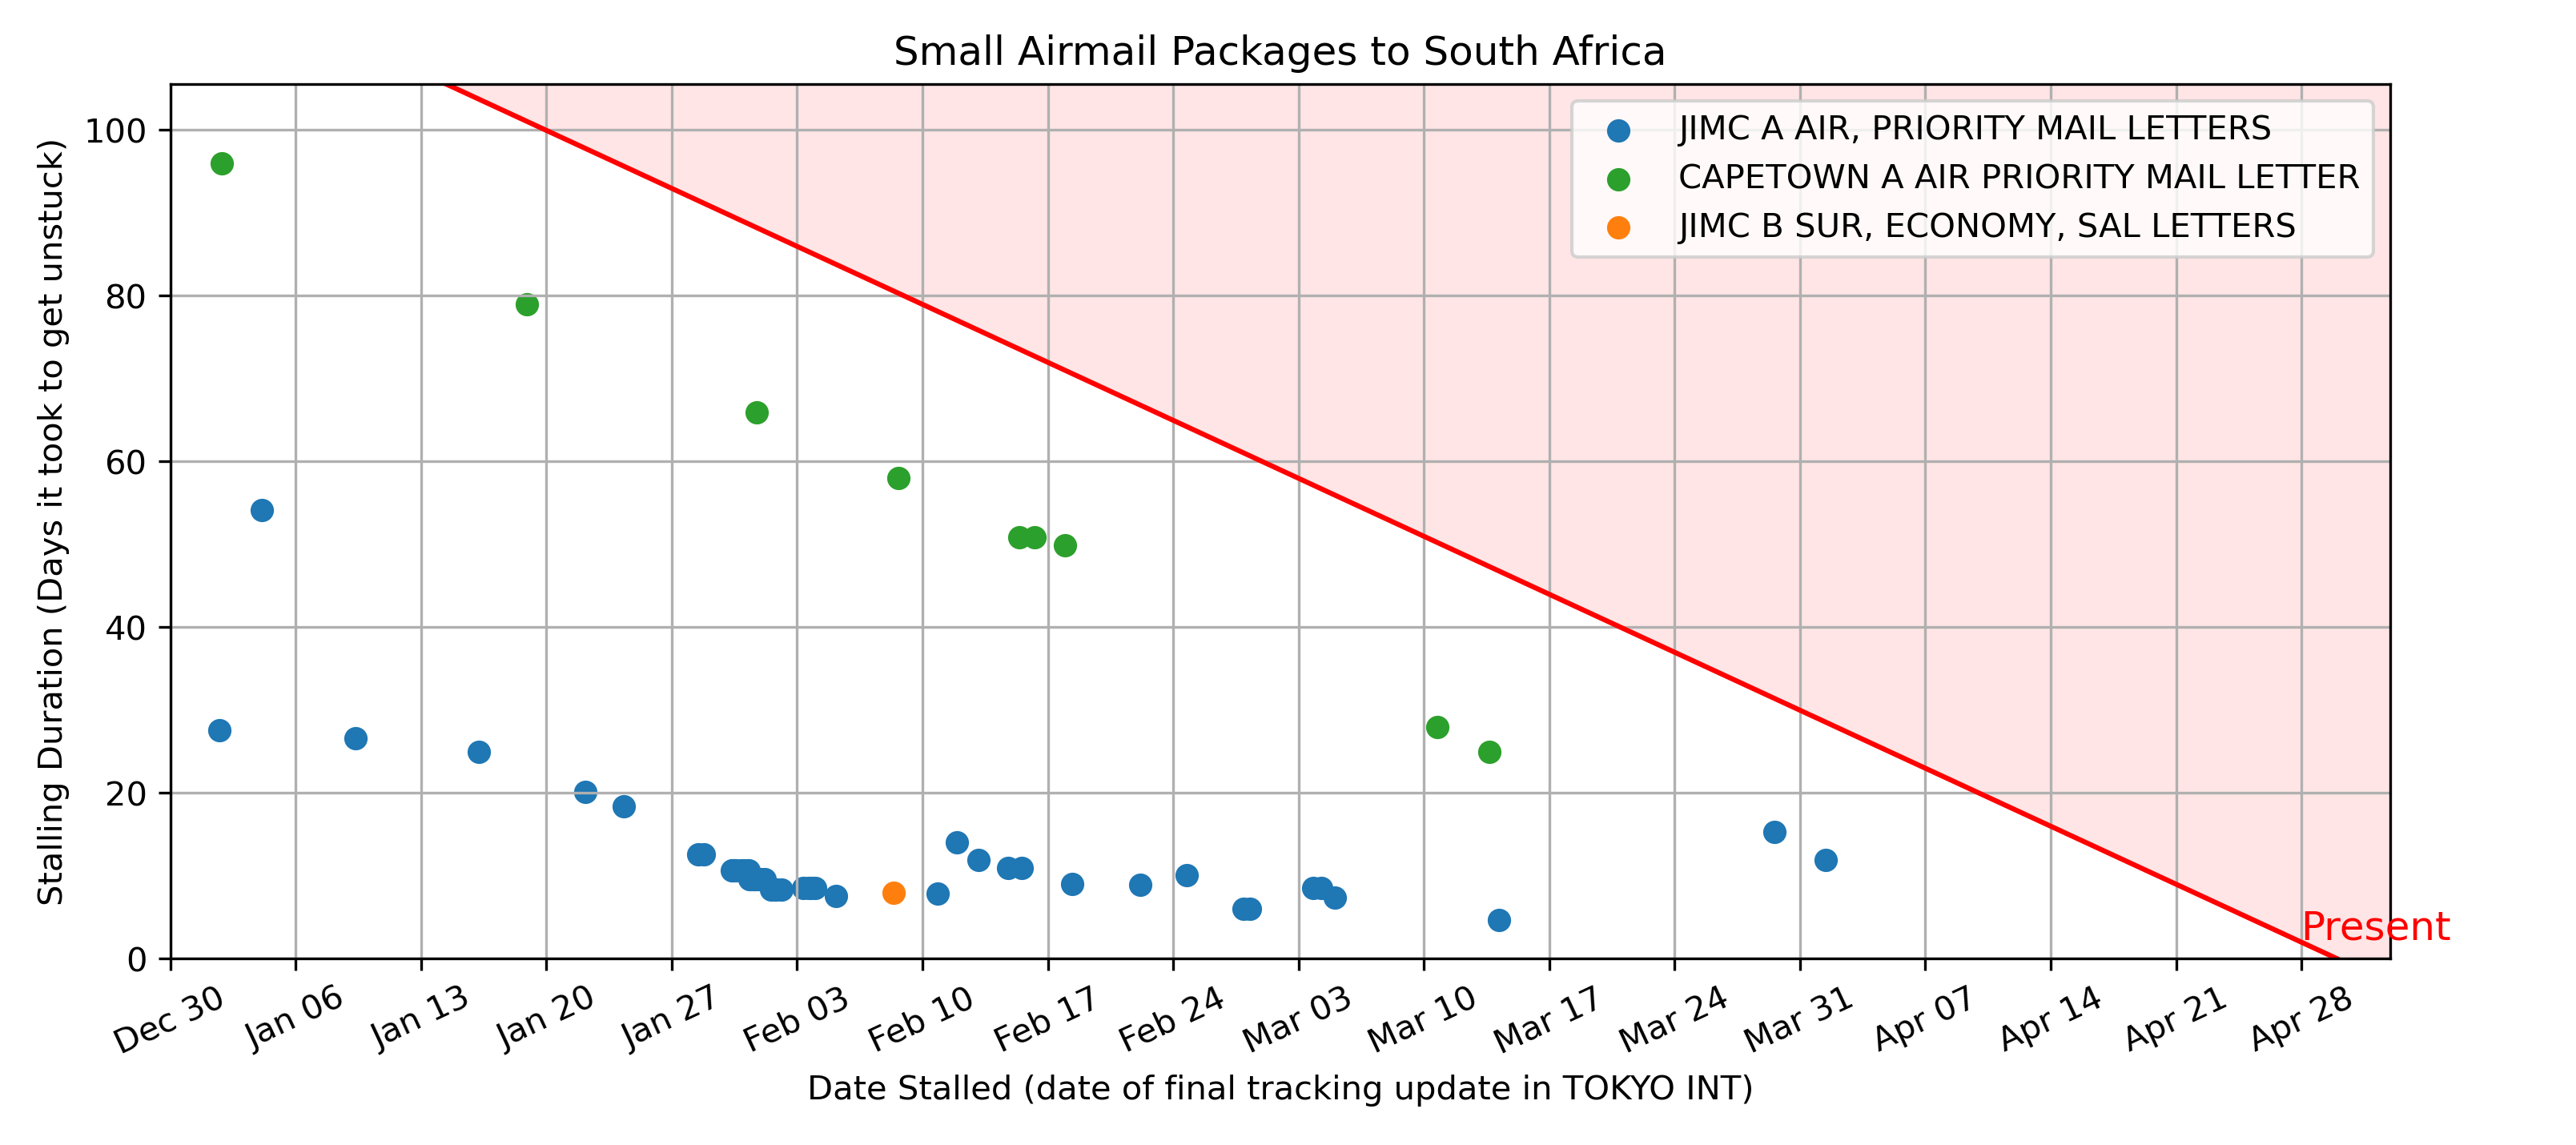 Small Airmail Packages to South Africa
JIMC A AIR, PRIORITY MAIL LETTERS
CAPETOWN A AIR PRIORITY MAIL LETTER
JIMC B SUR, ECONOMY, SAL LETTERS
Stalling Duration (Days it took to get unstuck)
100
80
60
40
20
0
Present
Dec 30
Jan 06
Jan 13
Jan 20
Jan 27
Feb 03
Feb 10
Feb 17
Feb 24
Mar 03
Mar 10
Mar 17
Mar 24
Mar 31
Apr 07
Apr 14
Apr 21
Apr 28
Date Stalled (date of final tracking update in TOKYO INT)